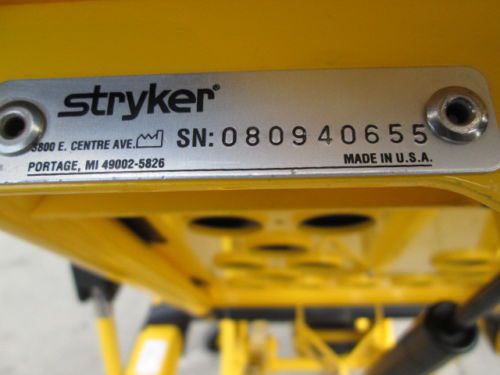 stryker®
3800 E. CENTRE AVE. SN: 080940655
PORTAGE, MI 49002-5826 MADE IN U.S.A.